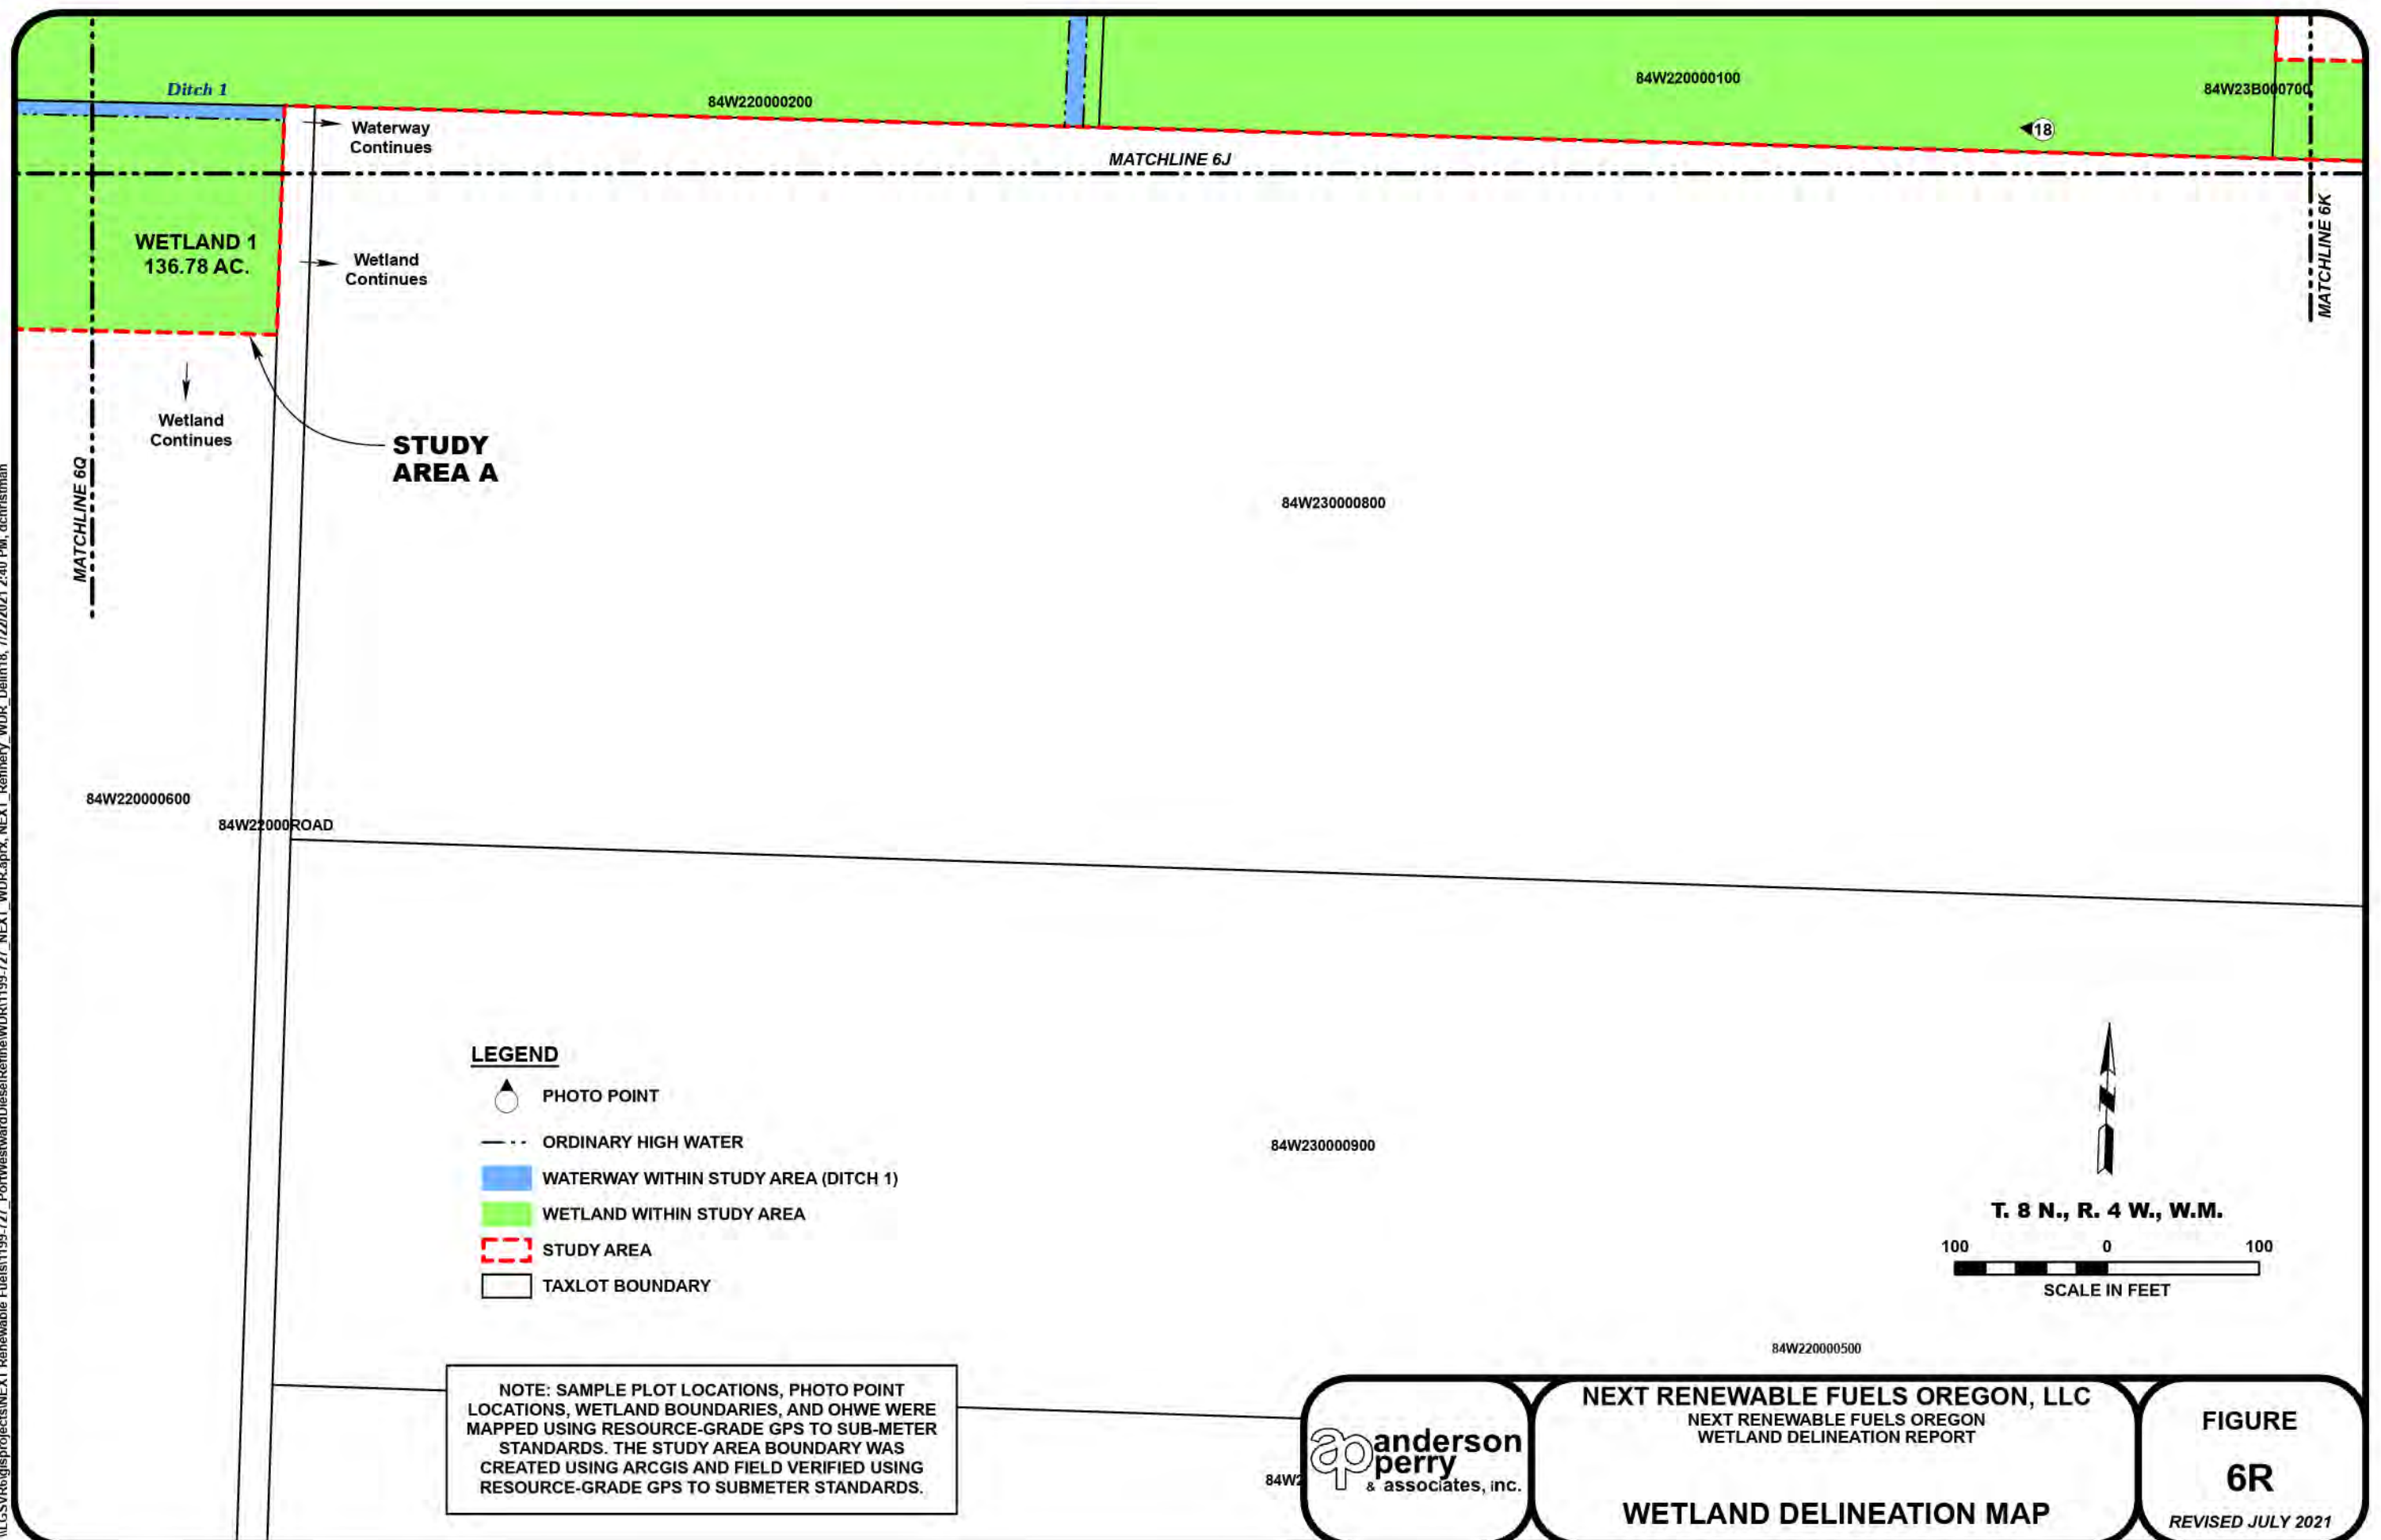 Ditch 1
84W220000200
84W220000100
84W23B000700
18
Waterway
Continues
MATCHLINE 6J
MATCHLINE 6K
WETLAND 1
136.78 AC.
Wetland
Continues
Wetland
Continues
STUDY
AREA A
MATCHLINE 6Q
84W230000800
84W220000600
84W22000ROAD
LEGEND
PHOTO POINT
ORDINARY HIGH WATER
WATERWAY WITHIN STUDY AREA (DITCH 1)
WETLAND WITHIN STUDY AREA
STUDY AREA
TAXLOT BOUNDARY
84W230000900
N
T. 8 N., R. 4 W., W.M.
100 0 100
SCALE IN FEET
84W220000500
NOTE: SAMPLE PLOT LOCATIONS, PHOTO POINT
LOCATIONS, WETLAND BOUNDARIES, AND OHWE WERE
MAPPED USING RESOURCE-GRADE GPS TO SUB-METER
STANDARDS. THE STUDY AREA BOUNDARY WAS
CREATED USING ARCGIS AND FIELD VERIFIED USING
RESOURCE-GRADE GPS TO SUBMETER STANDARDS.
84W2
ap
anderson
perry
& associates, inc.
NEXT RENEWABLE FUELS OREGON, LLC
NEXT RENEWABLE FUELS OREGON
WETLAND DELINEATION REPORT
WETLAND DELINEATION MAP
FIGURE
6R
REVISED JULY 2021